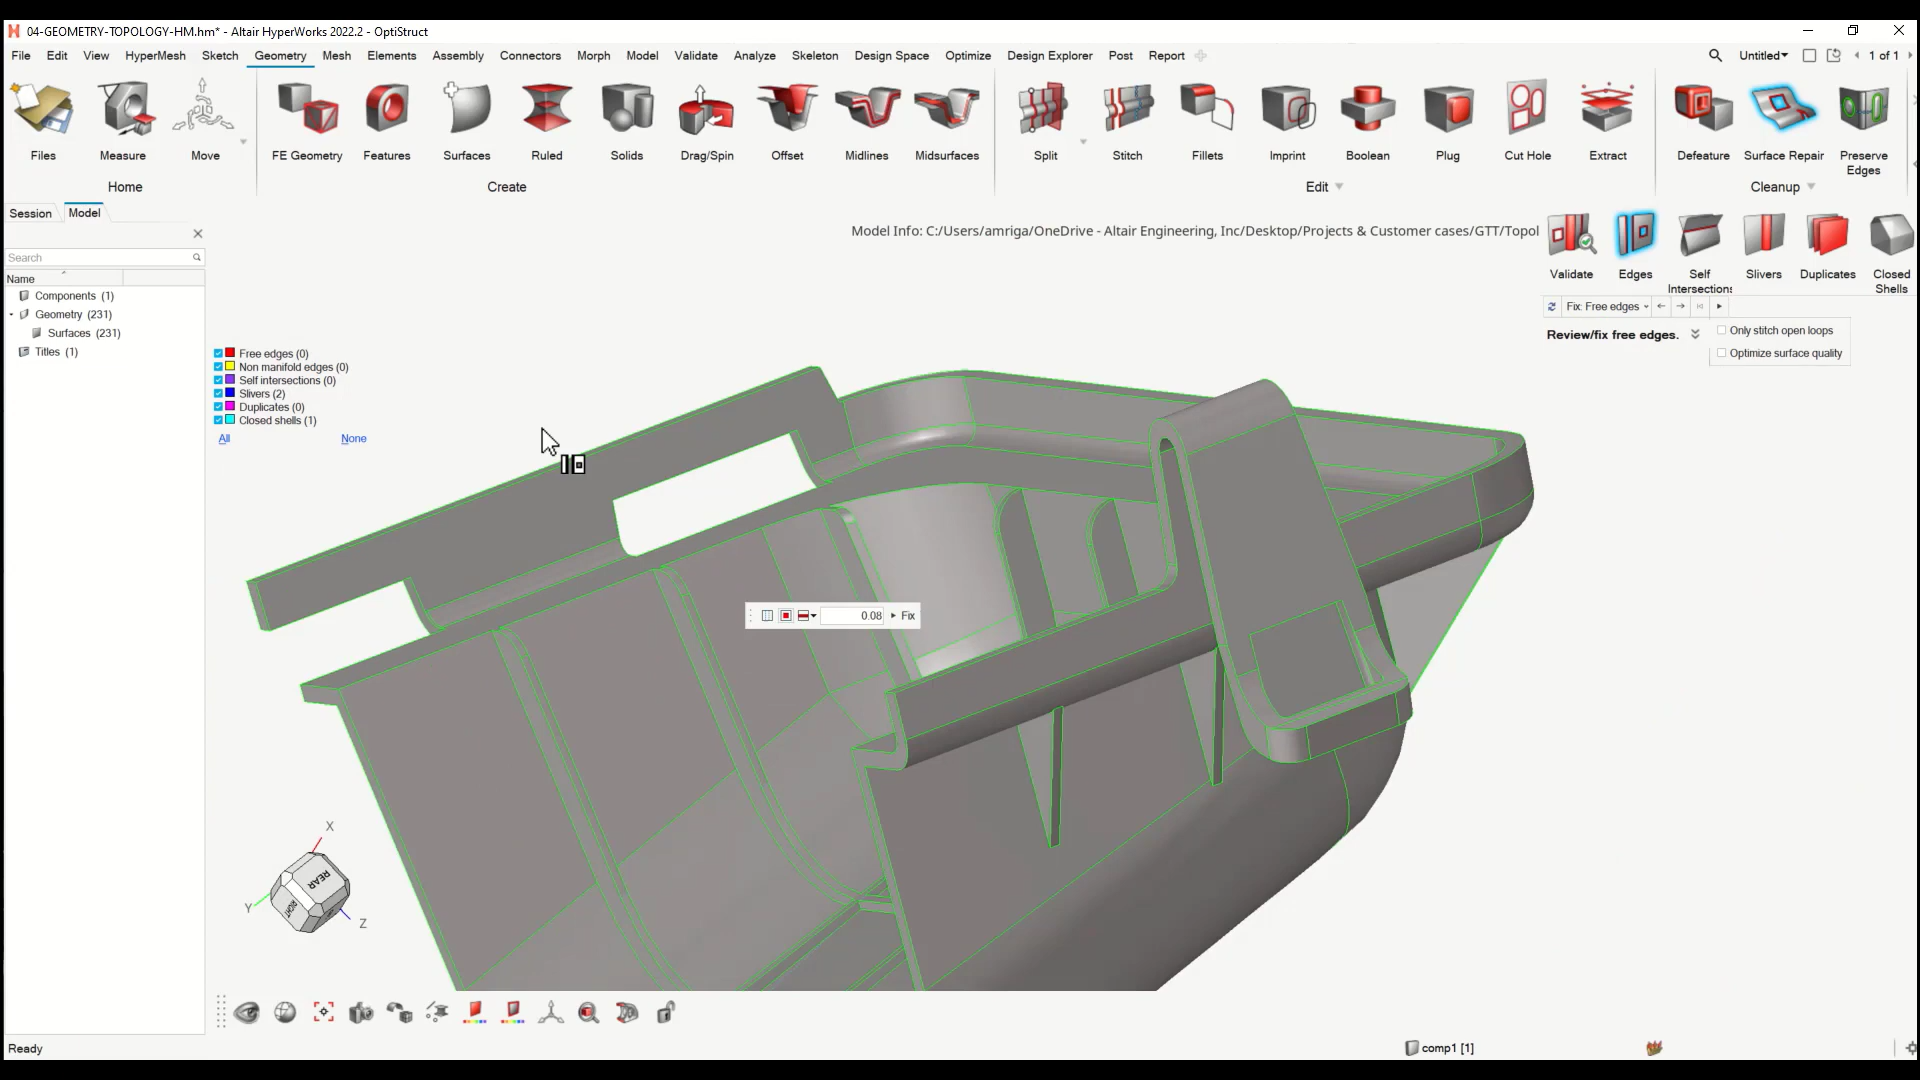 04-GEOMETRY-TOPOLOGY-HM.hm* - Altair HyperWorks 2022.2 - OptiStruct
File Edit View HyperMesh Sketch Geometry Mesh Elements Assembly Connectors Morph Model Validate Analyze Skeleton Design Space Optimize Design Explorer Post Report Untitled 1 of 1
Files Measure Move FE Geometry Features Surfaces Ruled Solids Drag/Spin Offset Midlines Midsurfaces Split Stitch Fillets Imprint Boolean Plug Cut Hole Extract Defeature Surface Repair Preserve
Edges
Home Create Edit Cleanup
Session Model
Model Info: C:/Users/amriga/OneDrive - Altair Engineering, Inc/Desktop/Projects & Customer cases/GTT/Topol
Search
Name
Components (1)
Geometry (231)
Surfaces (231)
Titles (1)
Validate Edges Self Slivers Duplicates Closed
Intersections Shells
Fix: Free edges
Review/fix free edges.
Only stitch open loops
Optimize surface quality
Free edges (0)
Non manifold edges (0)
Self intersections (0)
Slivers (2)
Duplicates (0)
Closed shells (1)
All None
0.08 Fix
X
REAR
RIGHT
Y
Z
Ready
comp1 [1]